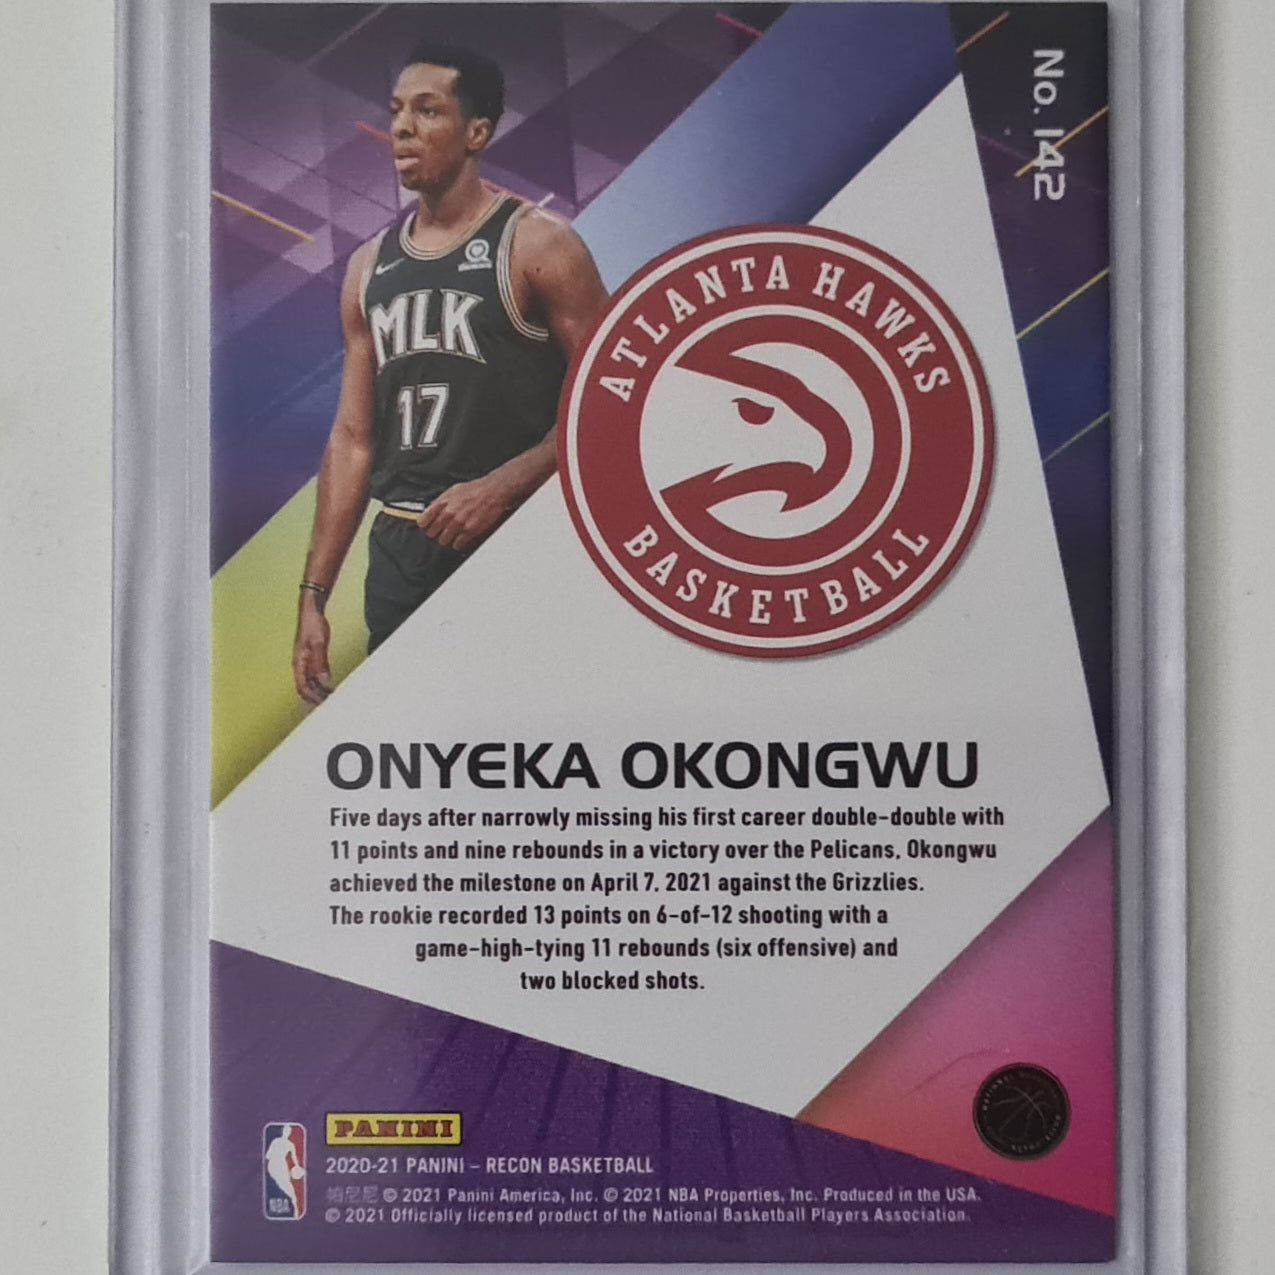 No. 142
MLK
17
ATLANTA HAWKS
BASKETBALL
ONYEKA OKONGWU
Five days after narrowly missing his first career double-double with
11 points and nine rebounds in a victory over the Pelicans, Okongwu
achieved the milestone on April 7, 2021 against the Grizzlies.
The rookie recorded 13 points on 6-of-12 shooting with a
game-high-tying 11 rebounds (six offensive) and
two blocked shots.
PANINI
NBA
2020-21 PANINI – RECON BASKETBALL
帕尼尼 © 2021 Panini America, Inc. © 2021 NBA Properties, Inc. Produced in the USA.
© 2021 Officially licensed product of the National Basketball Players Association.